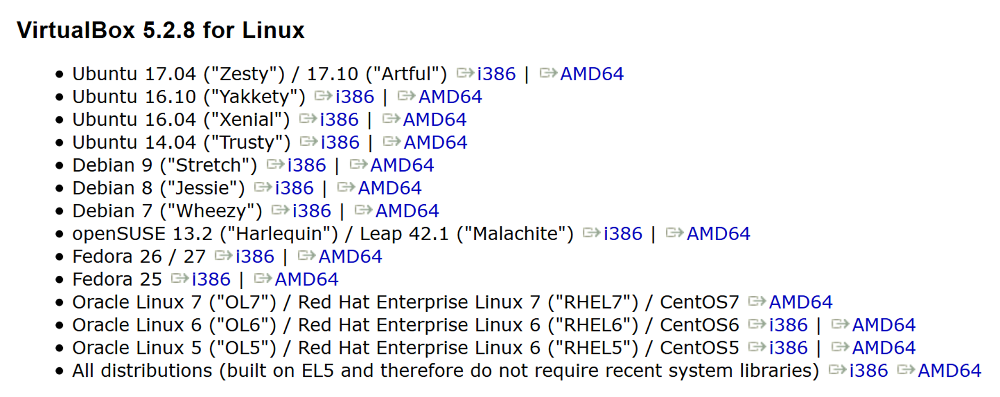 VirtualBox 5.2.8 for Linux
• Ubuntu 17.04 ("Zesty") / 17.10 ("Artful") i386 | AMD64
• Ubuntu 16.10 ("Yakkety") i386 | AMD64
• Ubuntu 16.04 ("Xenial") i386 | AMD64
• Ubuntu 14.04 ("Trusty") i386 | AMD64
• Debian 9 ("Stretch") i386 | AMD64
• Debian 8 ("Jessie") i386 | AMD64
• Debian 7 ("Wheezy") i386 | AMD64
• openSUSE 13.2 ("Harlequin") / Leap 42.1 ("Malachite") i386 | AMD64
• Fedora 26 / 27 i386 | AMD64
• Fedora 25 i386 | AMD64
• Oracle Linux 7 ("OL7") / Red Hat Enterprise Linux 7 ("RHEL7") / CentOS7 AMD64
• Oracle Linux 6 ("OL6") / Red Hat Enterprise Linux 6 ("RHEL6") / CentOS6 i386 | AMD64
• Oracle Linux 5 ("OL5") / Red Hat Enterprise Linux 6 ("RHEL5") / CentOS5 i386 | AMD64
• All distributions (built on EL5 and therefore do not require recent system libraries) i386 AMD64